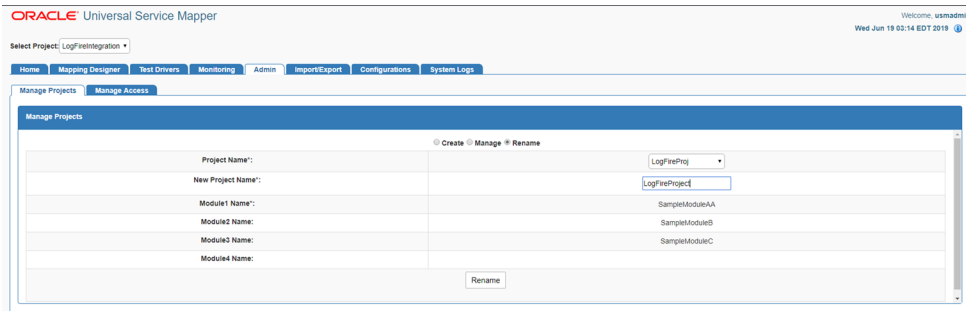 ORACLE Universal Service Mapper
Welcome, usmadmi
Wed Jun 19 03:14 EDT 2019
Select Project: LogFireIntegration
Home Mapping Designer Test Drivers Monitoring Admin Import/Export Configurations System Logs
Manage Projects Manage Access
Manage Projects
Create Manage Rename
Project Name*: LogFireProj
New Project Name*: LogFireProject
Module1 Name*: SampleModuleAA
Module2 Name: SampleModuleB
Module3 Name: SampleModuleC
Module4 Name:
Rename